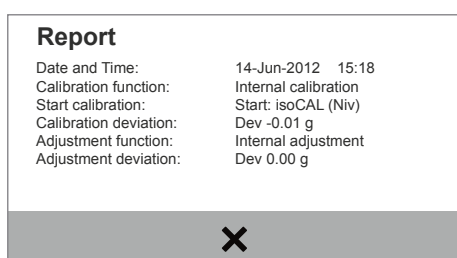 Report
Date and Time: 14-Jun-2012 15:18
Calibration function: Internal calibration
Start calibration: Start: isoCAL (Niv)
Calibration deviation: Dev -0.01 g
Adjustment function: Internal adjustment
Adjustment deviation: Dev 0.00 g